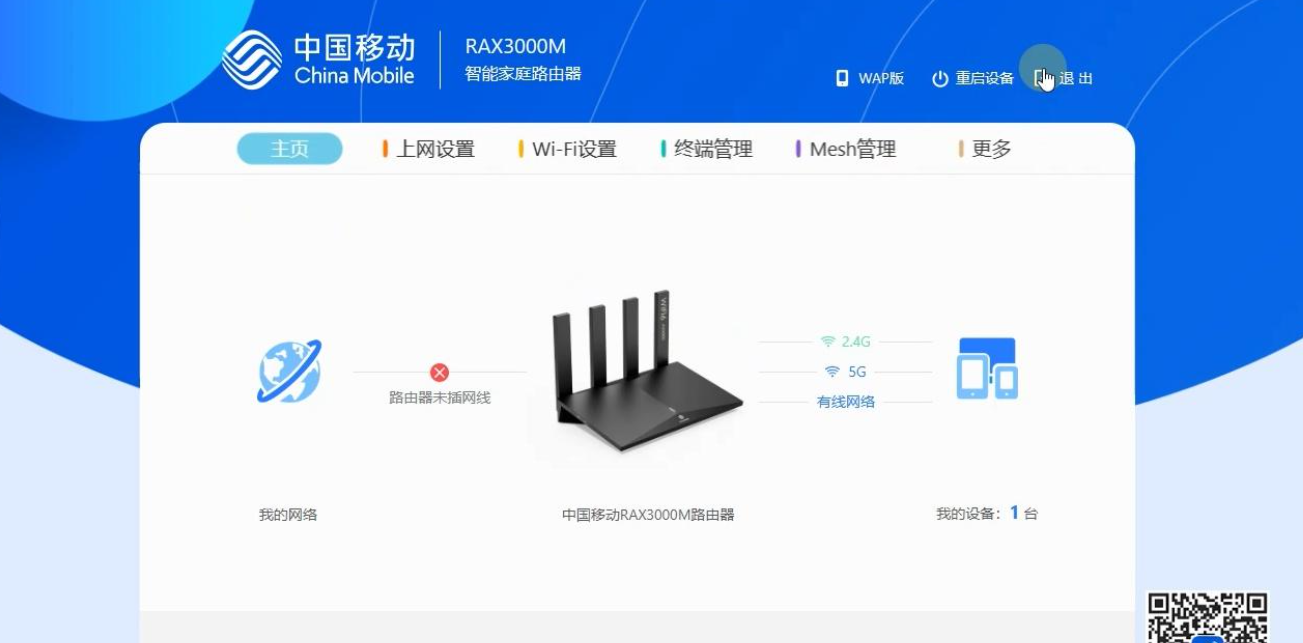 中国移动
China Mobile
RAX3000M
智能家庭路由器
WAP版
重启设备
退 出
主页
上网设置
Wi-Fi设置
终端管理
Mesh管理
更多
路由器未插网线
2.4G
5G
有线网络
我的网络
中国移动RAX3000M路由器
我的设备：1 台